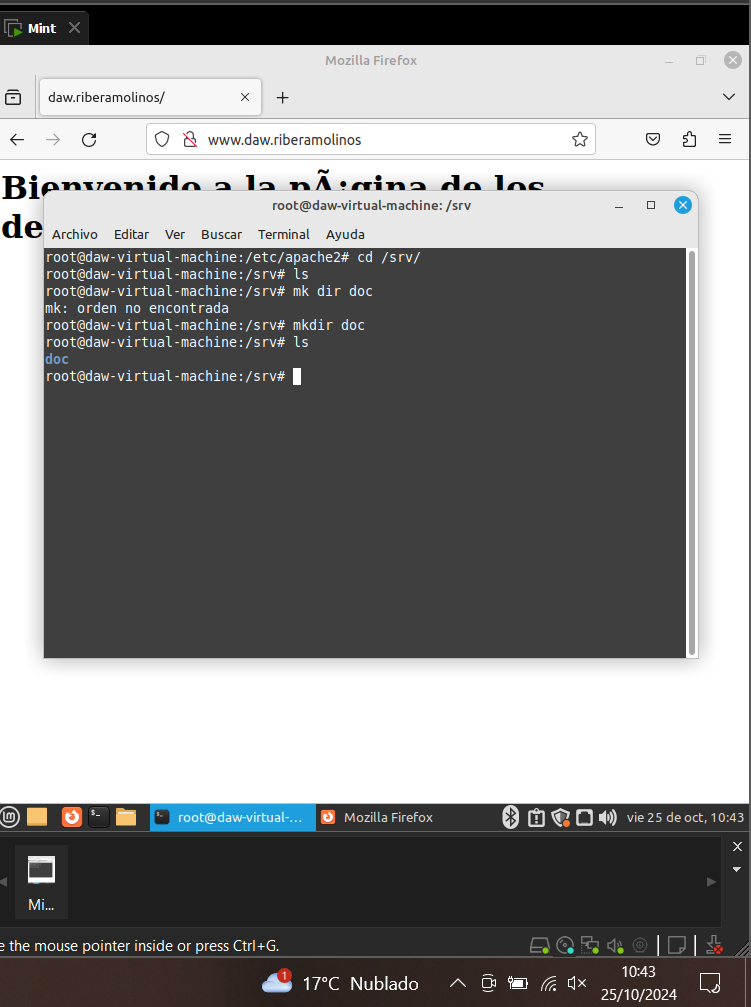 Mint
Mozilla Firefox
daw.riberamolinos/
www.daw.riberamolinos
Bienvenido a la pÃ¡gina de los
de
root@daw-virtual-machine: /srv
Archivo Editar Ver Buscar Terminal Ayuda
root@daw-virtual-machine:/etc/apache2# cd /srv/
root@daw-virtual-machine:/srv# ls
root@daw-virtual-machine:/srv# mk dir doc
mk: orden no encontrada
root@daw-virtual-machine:/srv# mkdir doc
root@daw-virtual-machine:/srv# ls
doc
root@daw-virtual-machine:/srv#
root@daw-virtual-... Mozilla Firefox vie 25 de oct, 10:43
Mi...
e the mouse pointer inside or press Ctrl+G.
1 17°C Nublado 10:43
25/10/2024